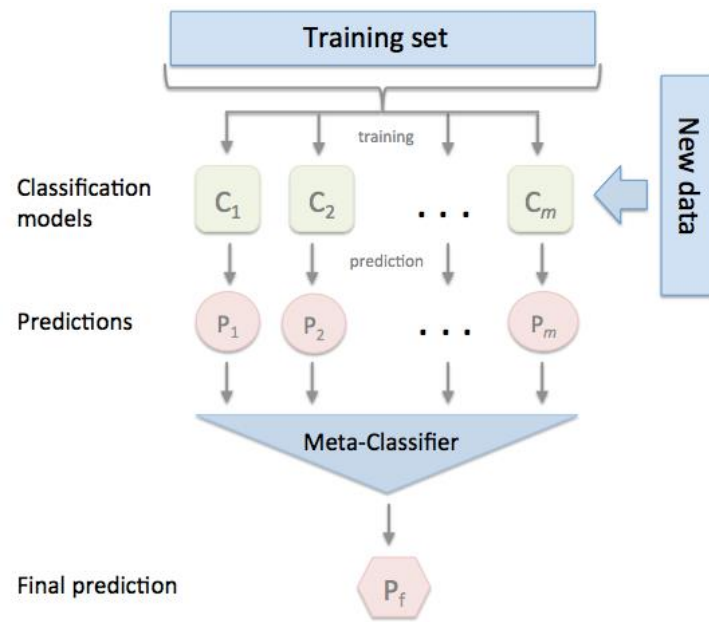 Training set
training
New data
Classification
models
C₁ C₂ . . . Cₘ
prediction
Predictions
P₁ P₂ . . . Pₘ
Meta-Classifier
Final prediction
P_f